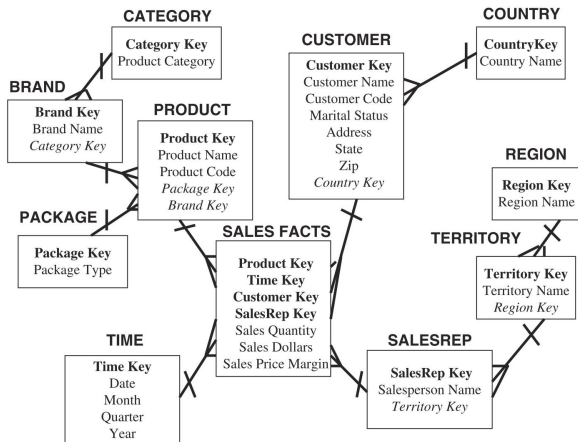 CATEGORY
Category Key
Product Category
BRAND
Brand Key
Brand Name
Category Key
PRODUCT
Product Key
Product Name
Product Code
Package Key
Brand Key
PACKAGE
Package Key
Package Type
CUSTOMER
Customer Key
Customer Name
Customer Code
Marital Status
Address
State
Zip
Country Key
COUNTRY
CountryKey
Country Name
SALES FACTS
Product Key
Time Key
Customer Key
SalesRep Key
Sales Quantity
Sales Dollars
Sales Price Margin
REGION
Region Key
Region Name
TERRITORY
Territory Key
Territory Name
Region Key
TIME
Time Key
Date
Month
Quarter
Year
SALESREP
SalesRep Key
Salesperson Name
Territory Key